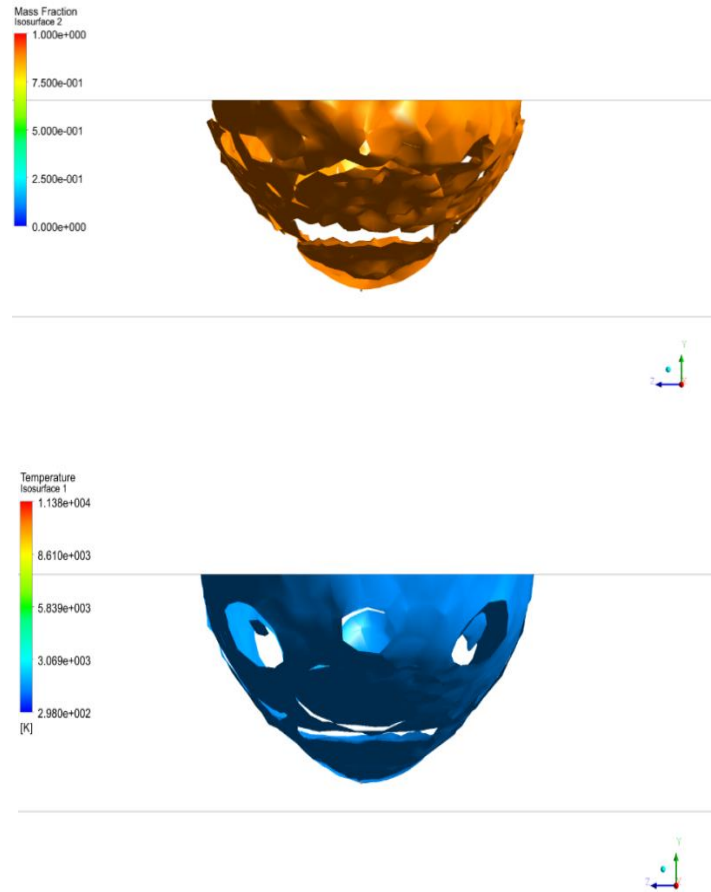 Mass Fraction
Isosurface 2
1.000e+000
7.500e-001
5.000e-001
2.500e-001
0.000e+000
Y
Z
Temperature
Isosurface 1
1.138e+004
8.610e+003
5.839e+003
3.069e+003
2.980e+002
[K]
Y
Z